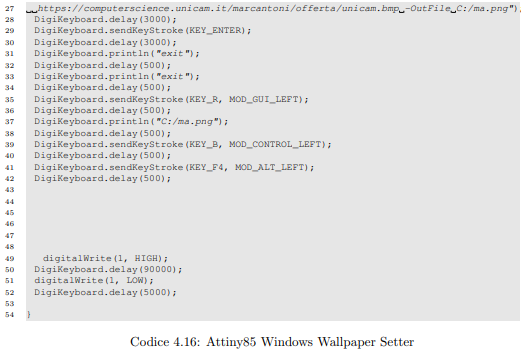 27 ␣␣https://computerscience.unicam.it/marcantoni/offerta/unicam.bmp␣-OutFile␣C:/ma.png");
28 DigiKeyboard.delay(3000);
29 DigiKeyboard.sendKeyStroke(KEY_ENTER);
30 DigiKeyboard.delay(3000);
31 DigiKeyboard.println("exit");
32 DigiKeyboard.delay(500);
33 DigiKeyboard.println("exit");
34 DigiKeyboard.delay(500);
35 DigiKeyboard.sendKeyStroke(KEY_R, MOD_GUI_LEFT);
36 DigiKeyboard.delay(500);
37 DigiKeyboard.println("C:/ma.png");
38 DigiKeyboard.delay(500);
39 DigiKeyboard.sendKeyStroke(KEY_B, MOD_CONTROL_LEFT);
40 DigiKeyboard.delay(500);
41 DigiKeyboard.sendKeyStroke(KEY_F4, MOD_ALT_LEFT);
42 DigiKeyboard.delay(500);
43
44
45
46
47
48
49 digitalWrite(1, HIGH);
50 DigiKeyboard.delay(90000);
51 digitalWrite(1, LOW);
52 DigiKeyboard.delay(5000);
53
54 }
Codice 4.16: Attiny85 Windows Wallpaper Setter